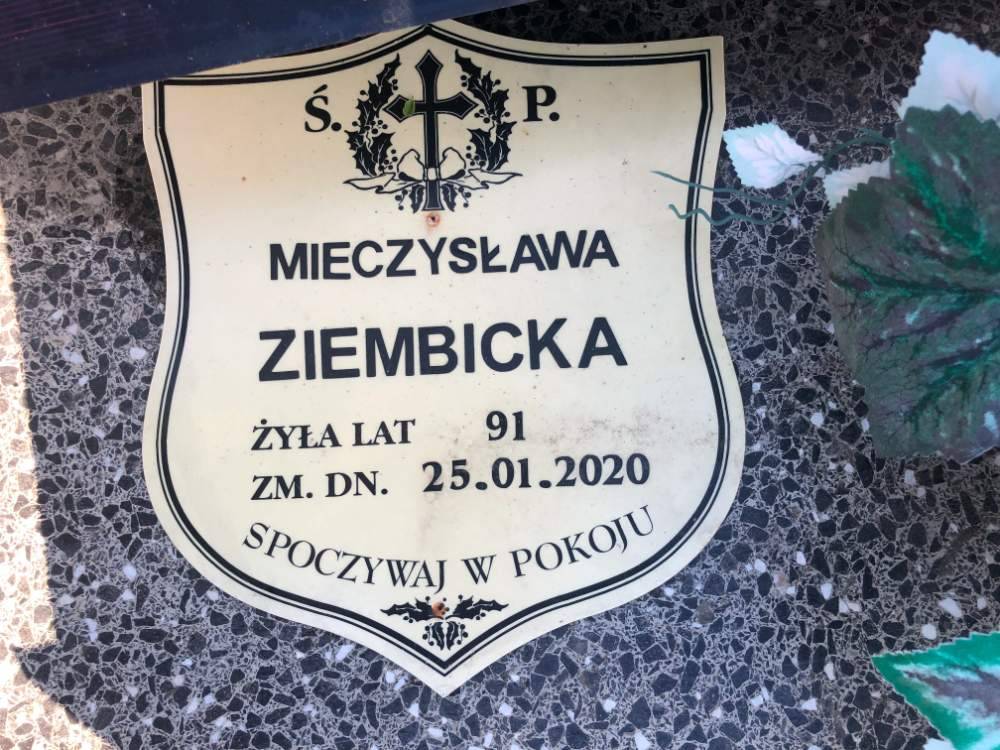 Ś. P.
MIECZYSŁAWA
ZIEMBICKA
ŻYŁA LAT 91
ZM. DN. 25.01.2020
SPOCZYWAJ W POKOJU